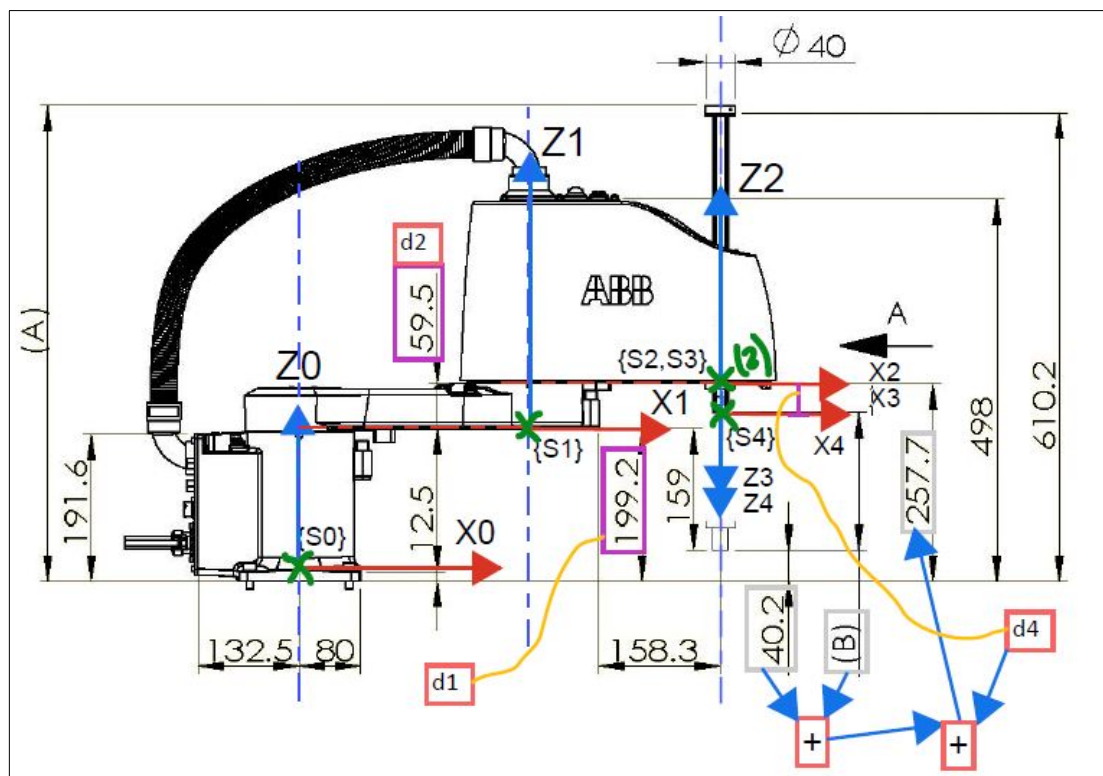 Ø 40
Z1
Z2
d2
59.5
(A)
ABB
A
{S2,S3}
(2)
X2
X3
Z0
X1
{S1}
{S4}
X4
498
610.2
191.6
12.5
199.2
159
Z3
Z4
257.7
{S0}
X0
132.5
80
158.3
40.2
(B)
d4
d1
+
+